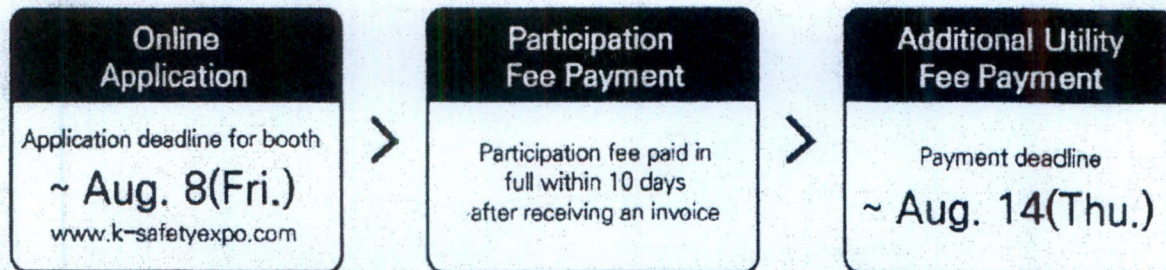 Online
Application
Application deadline for booth
~ Aug. 8(Fri.)
www.k-safetyexpo.com
>
Participation
Fee Payment
Participation fee paid in
full within 10 days
after receiving an invoice
>
Additional Utility
Fee Payment
Payment deadline
~ Aug. 14(Thu.)